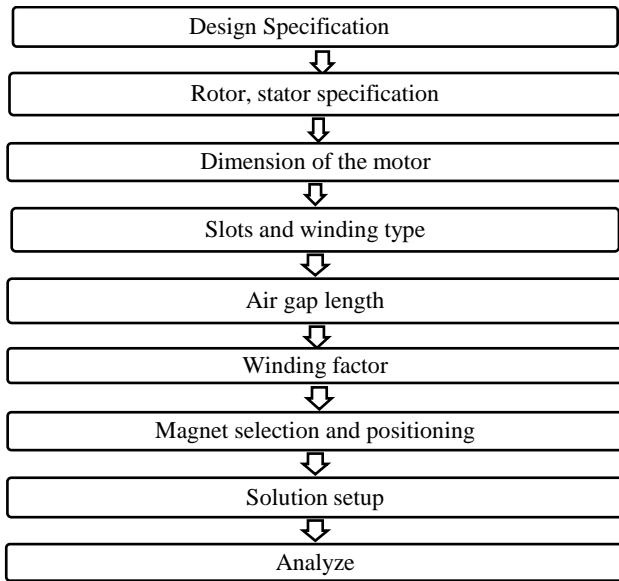 Design Specification
Rotor, stator specification
Dimension of the motor
Slots and winding type
Air gap length
Winding factor
Magnet selection and positioning
Solution setup
Analyze